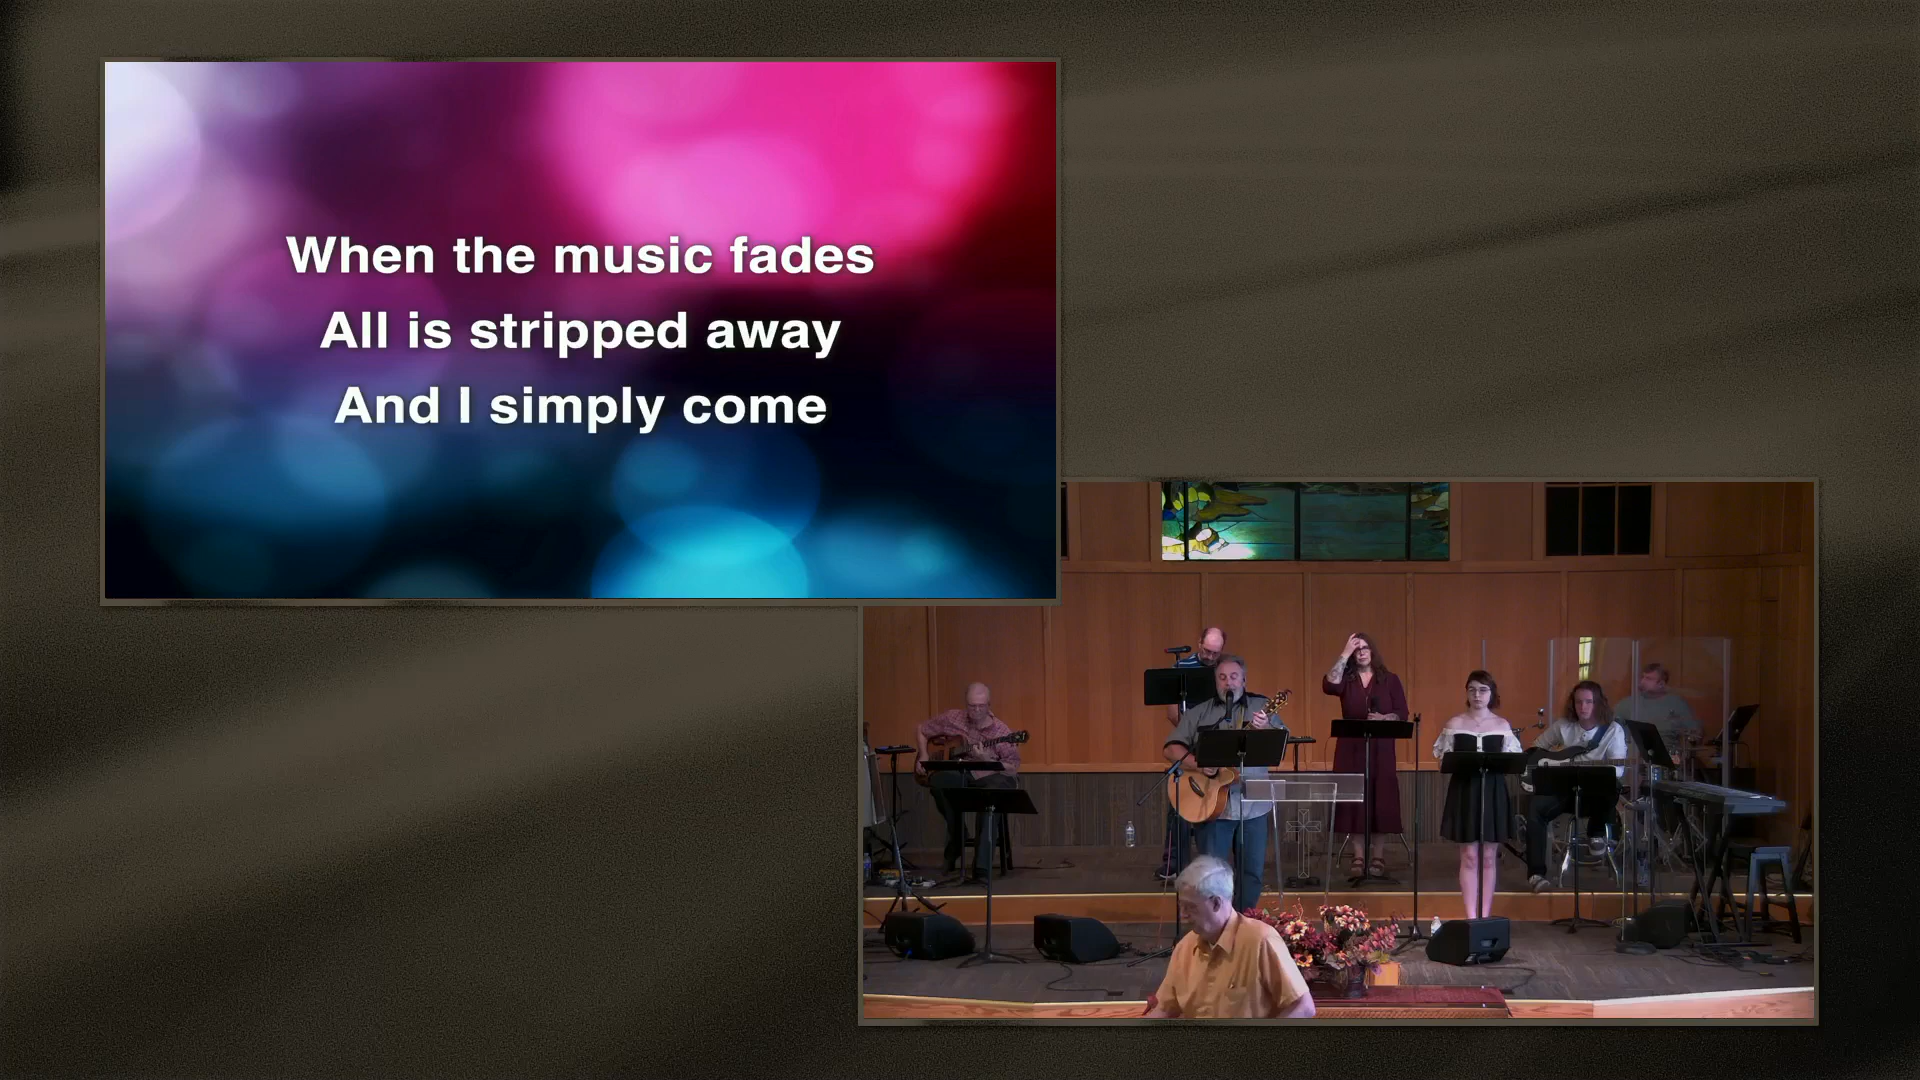 When the music fades
All is stripped away
And I simply come